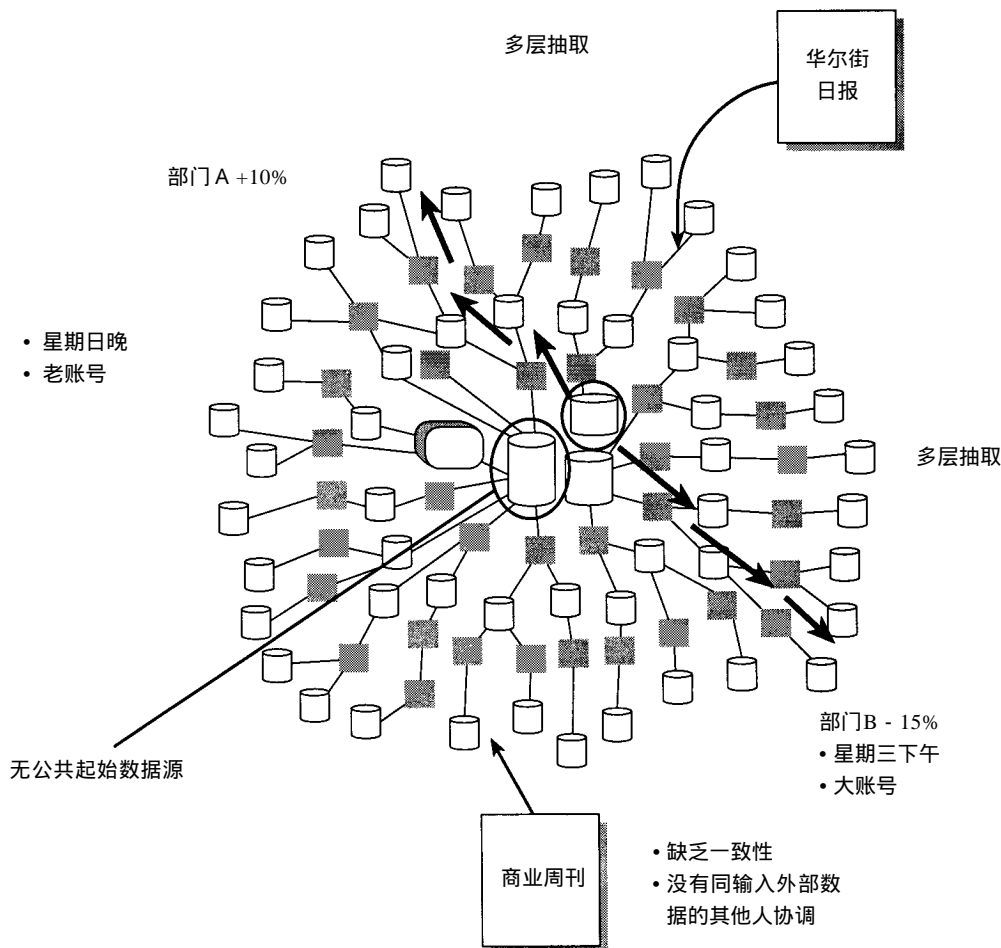 多层抽取
华尔街
日报
部门 A +10%
• 星期日晚
• 老账号
多层抽取
部门B - 15%
• 星期三下午
• 大账号
无公共起始数据源
商业周刊
• 缺乏一致性
• 没有同输入外部数
据的其他人协调